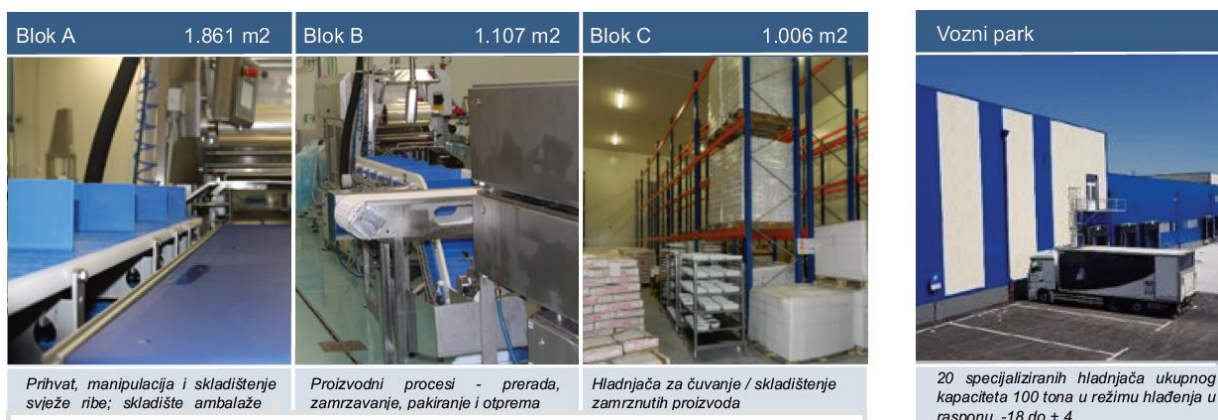 Blok A 1.861 m2
Blok B 1.107 m2
Blok C 1.006 m2
Vozni park
Prihvat, manipulacija i skladištenje
svježe ribe; skladište ambalaže
Proizvodni procesi - prerada,
zamrzavanje, pakiranje i otprema
Hladnjača za čuvanje / skladištenje
zamrznutih proizvoda
20 specijaliziranih hladnjača ukupnog
kapaciteta 100 tona u režimu hlađenja u
rasponu -18 do + 4